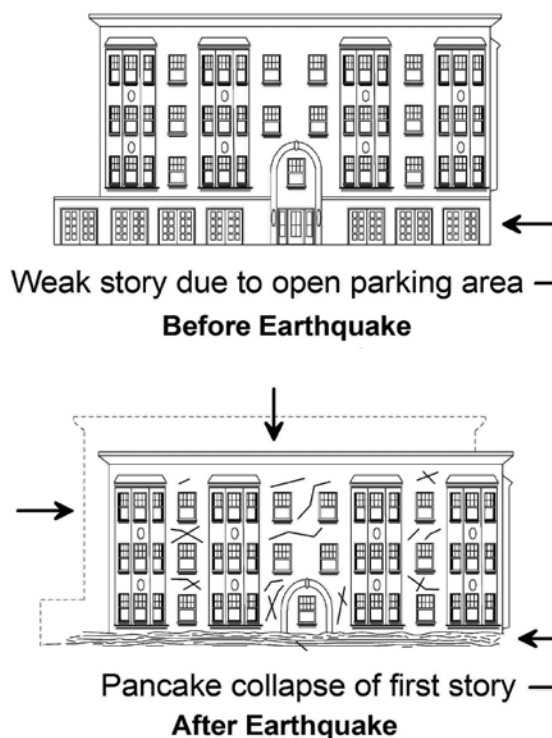 Weak story due to open parking area
Before Earthquake
Pancake collapse of first story
After Earthquake